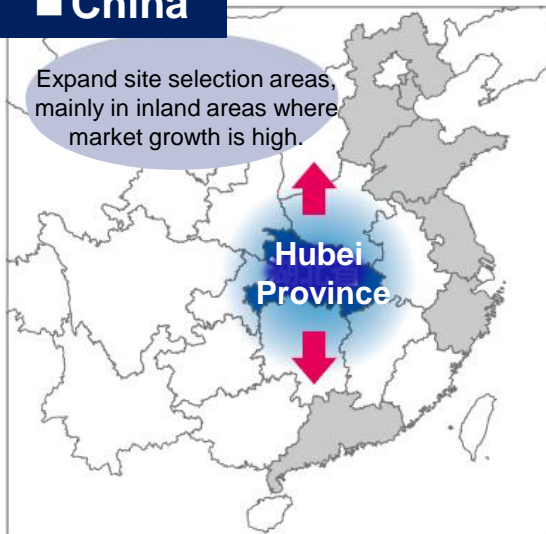 ■ China
Expand site selection areas,
mainly in inland areas where
market growth is high.
Hubei
Province